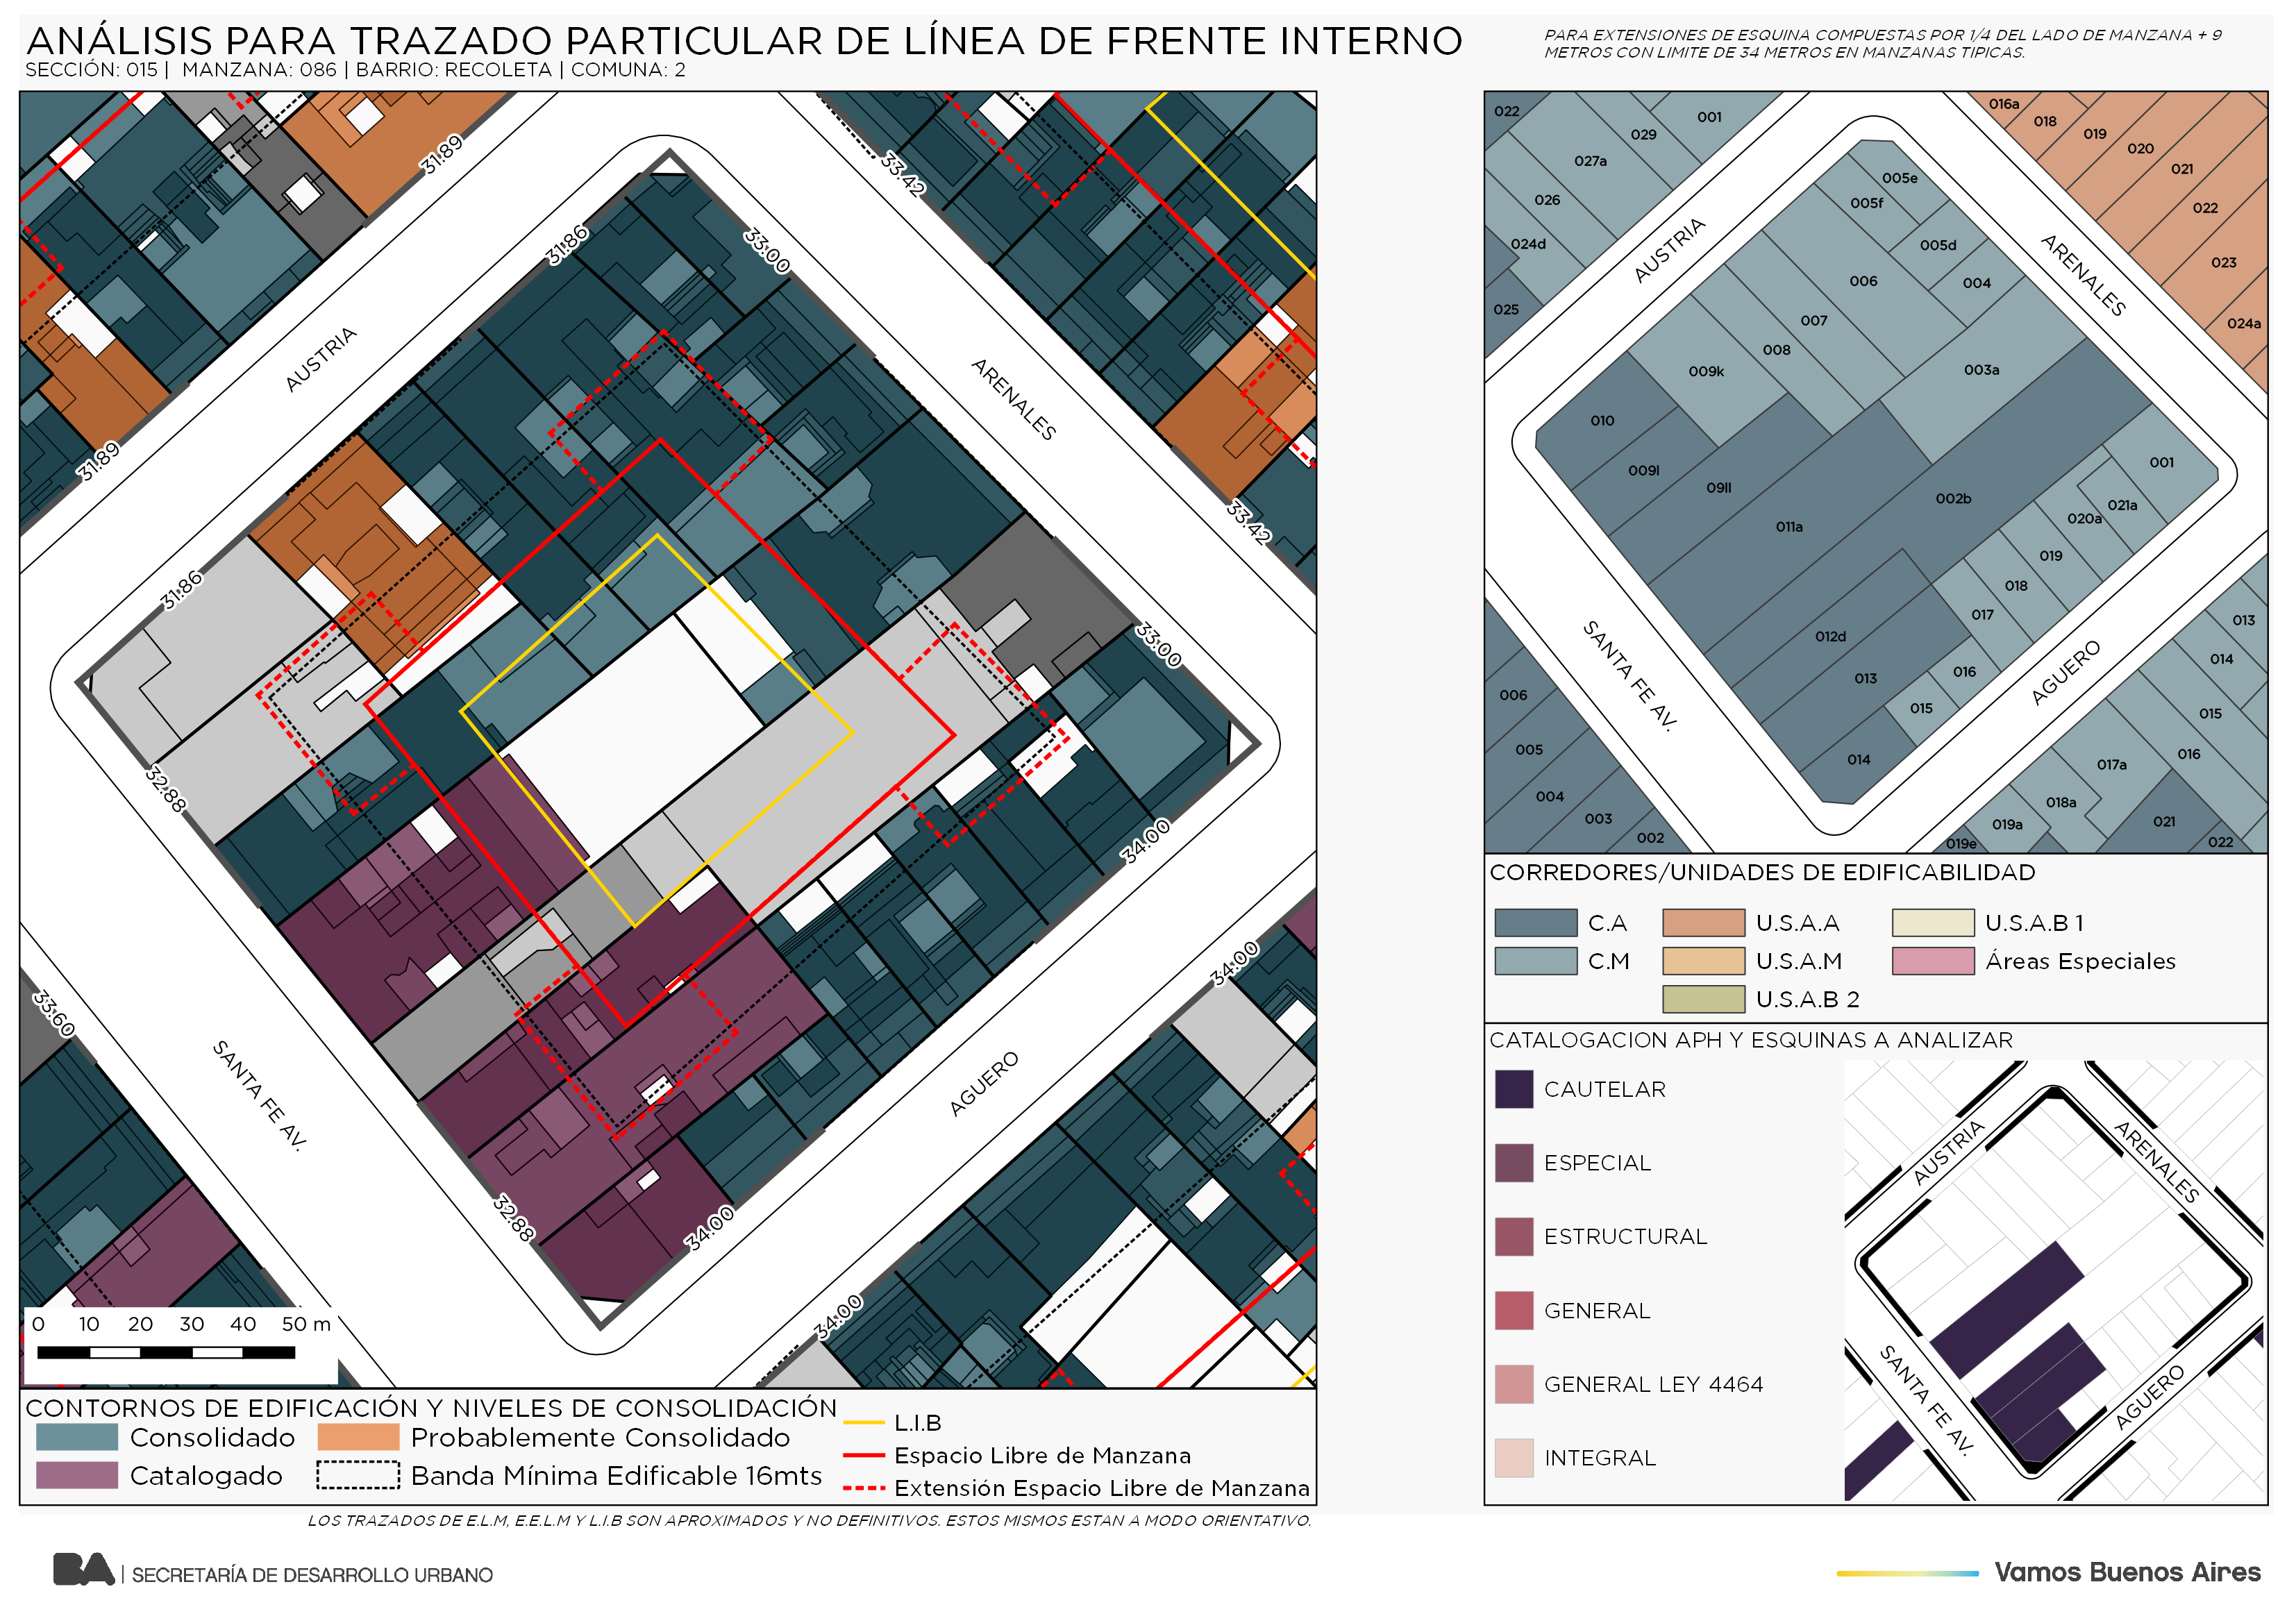 ANÁLISIS PARA TRAZADO PARTICULAR DE LÍNEA DE FRENTE INTERNO
SECCIÓN: 015 | MANZANA: 086 | BARRIO: RECOLETA | COMUNA: 2
PARA EXTENSIONES DE ESQUINA COMPUESTAS POR 1/4 DEL LADO DE MANZANA + 9
METROS CON LIMITE DE 34 METROS EN MANZANAS TIPICAS.
31.89
33.42
31.86
33.00
AUSTRIA
ARENALES
31.89
33.42
31.86
33.00
32.88
34.00
34.00
33.60
SANTA FE AV.
AGUERO
32.88
34.00
34.00
0 10 20 30 40 50 m
CONTORNOS DE EDIFICACIÓN Y NIVELES DE CONSOLIDACIÓN
Consolidado
Probablemente Consolidado
Catalogado
Banda Mínima Edificable 16mts
L.I.B
Espacio Libre de Manzana
Extensión Espacio Libre de Manzana
LOS TRAZADOS DE E.L.M, E.E.L.M Y L.I.B SON APROXIMADOS Y NO DEFINITIVOS. ESTOS MISMOS ESTAN A MODO ORIENTATIVO.
022
029
001
027a
026
024d
025
016a
018
019
020
021
022
023
024a
AUSTRIA
ARENALES
005e
005f
005d
006
004
007
008
009k
003a
010
009l
09ll
011a
002b
001
021a
020a
019
018
017
012d
013
016
015
014
SANTA FE AV.
AGUERO
006
005
004
003
002
013
014
015
016
017a
018a
019a
019e
021
022
CORREDORES/UNIDADES DE EDIFICABILIDAD
C.A
U.S.A.A
U.S.A.B 1
C.M
U.S.A.M
Áreas Especiales
U.S.A.B 2
CATALOGACION APH Y ESQUINAS A ANALIZAR
CAUTELAR
ESPECIAL
ESTRUCTURAL
GENERAL
GENERAL LEY 4464
INTEGRAL
AUSTRIA
ARENALES
SANTA FE AV.
AGUERO
BA | SECRETARÍA DE DESARROLLO URBANO
Vamos Buenos Aires